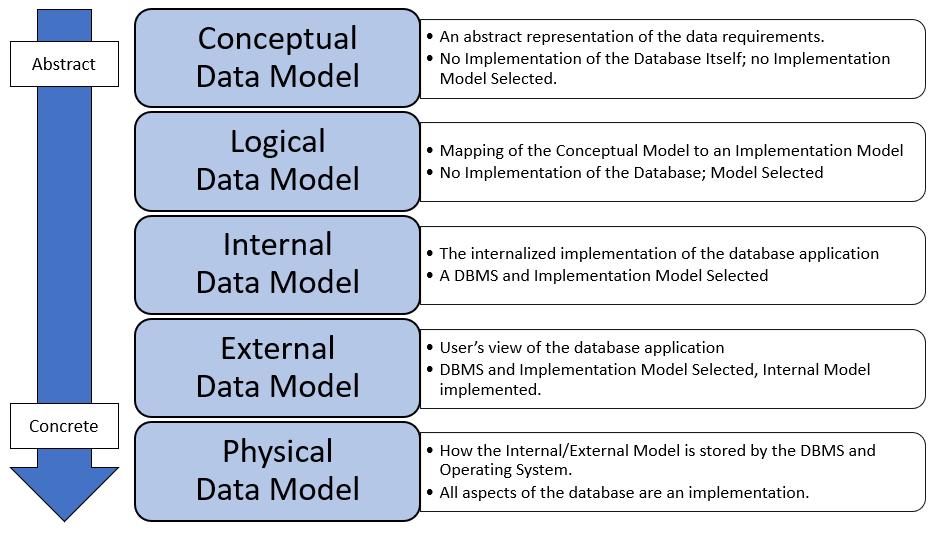 Abstract
Conceptual
Data Model
• An abstract representation of the data requirements.
• No Implementation of the Database Itself; no Implementation
Model Selected.
Logical
Data Model
• Mapping of the Conceptual Model to an Implementation Model
• No Implementation of the Database; Model Selected
Internal
Data Model
• The internalized implementation of the database application
• A DBMS and Implementation Model Selected
External
Data Model
• User’s view of the database application
• DBMS and Implementation Model Selected, Internal Model
implemented.
Concrete
Physical
Data Model
• How the Internal/External Model is stored by the DBMS and
Operating System.
• All aspects of the database are an implementation.